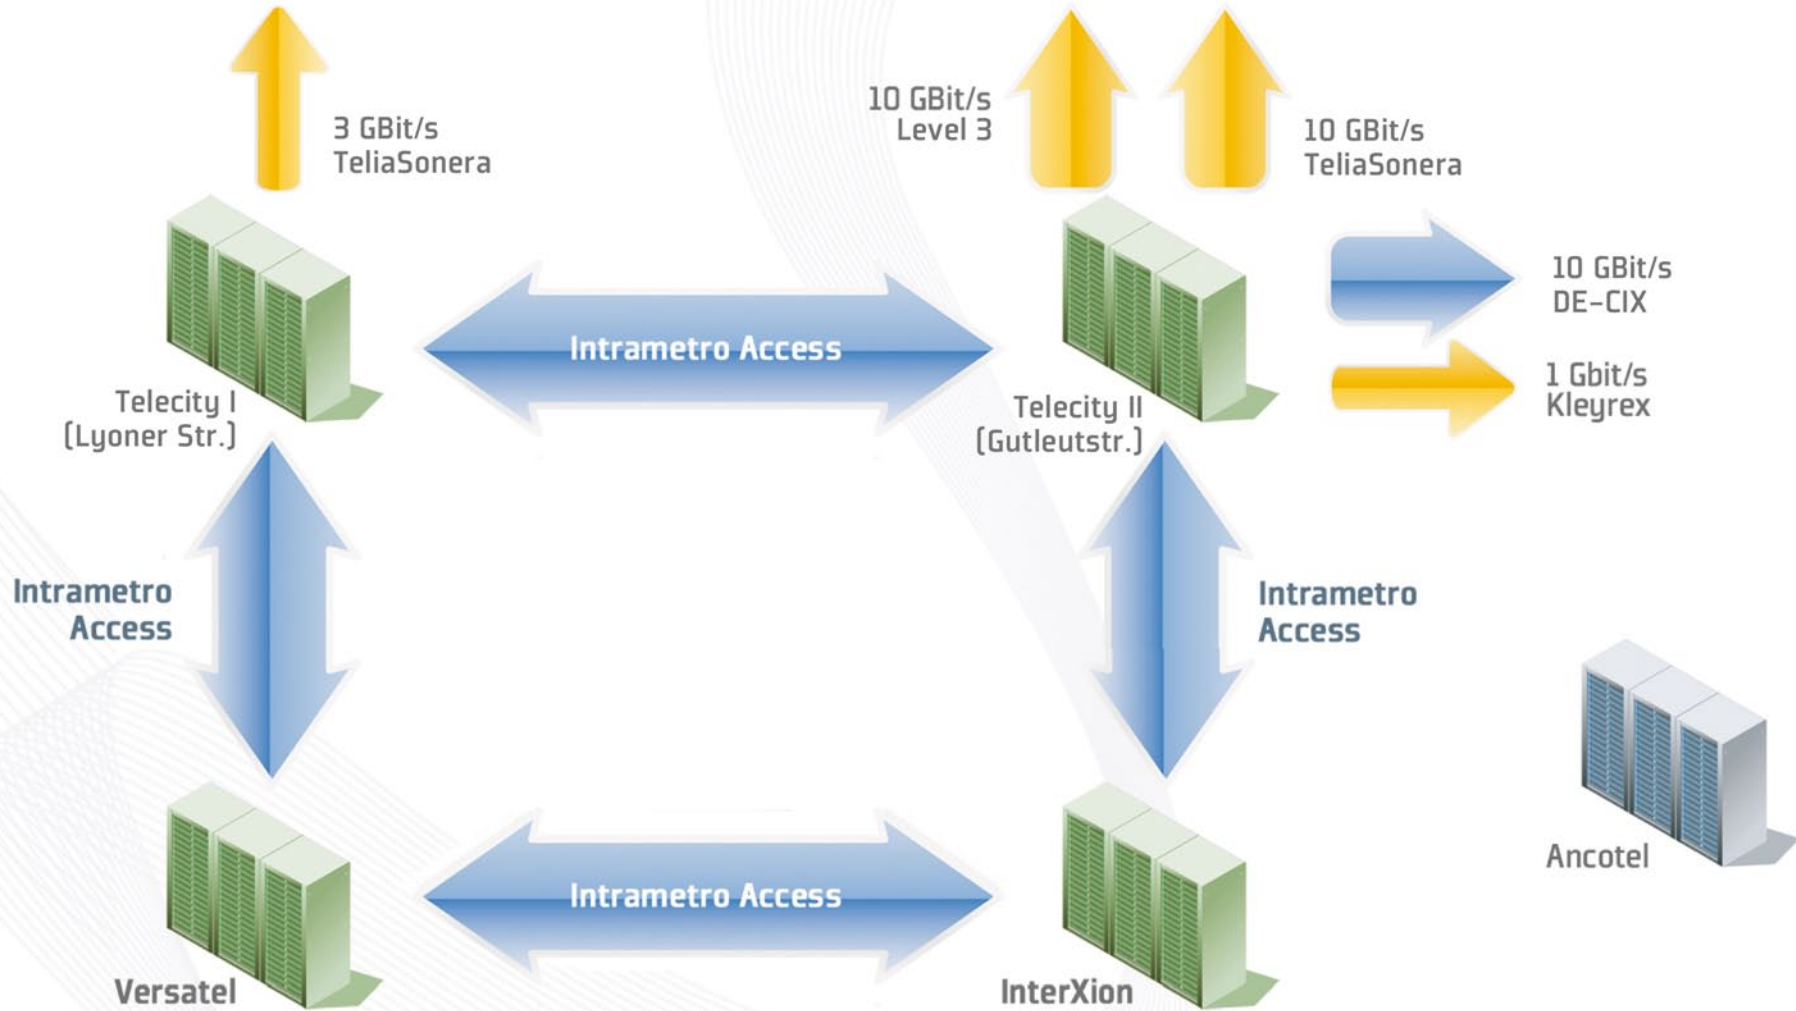 3 GBit/s
TeliaSonera
10 GBit/s
Level 3
10 GBit/s
TeliaSonera
10 GBit/s
DE-CIX
1 Gbit/s
Kleyrex
Intrametro Access
Telecity I
(Lyoner Str.)
Telecity II
(Gutleutstr.)
Intrametro
Access
Intrametro
Access
Ancotel
Intrametro Access
Versatel
InterXion